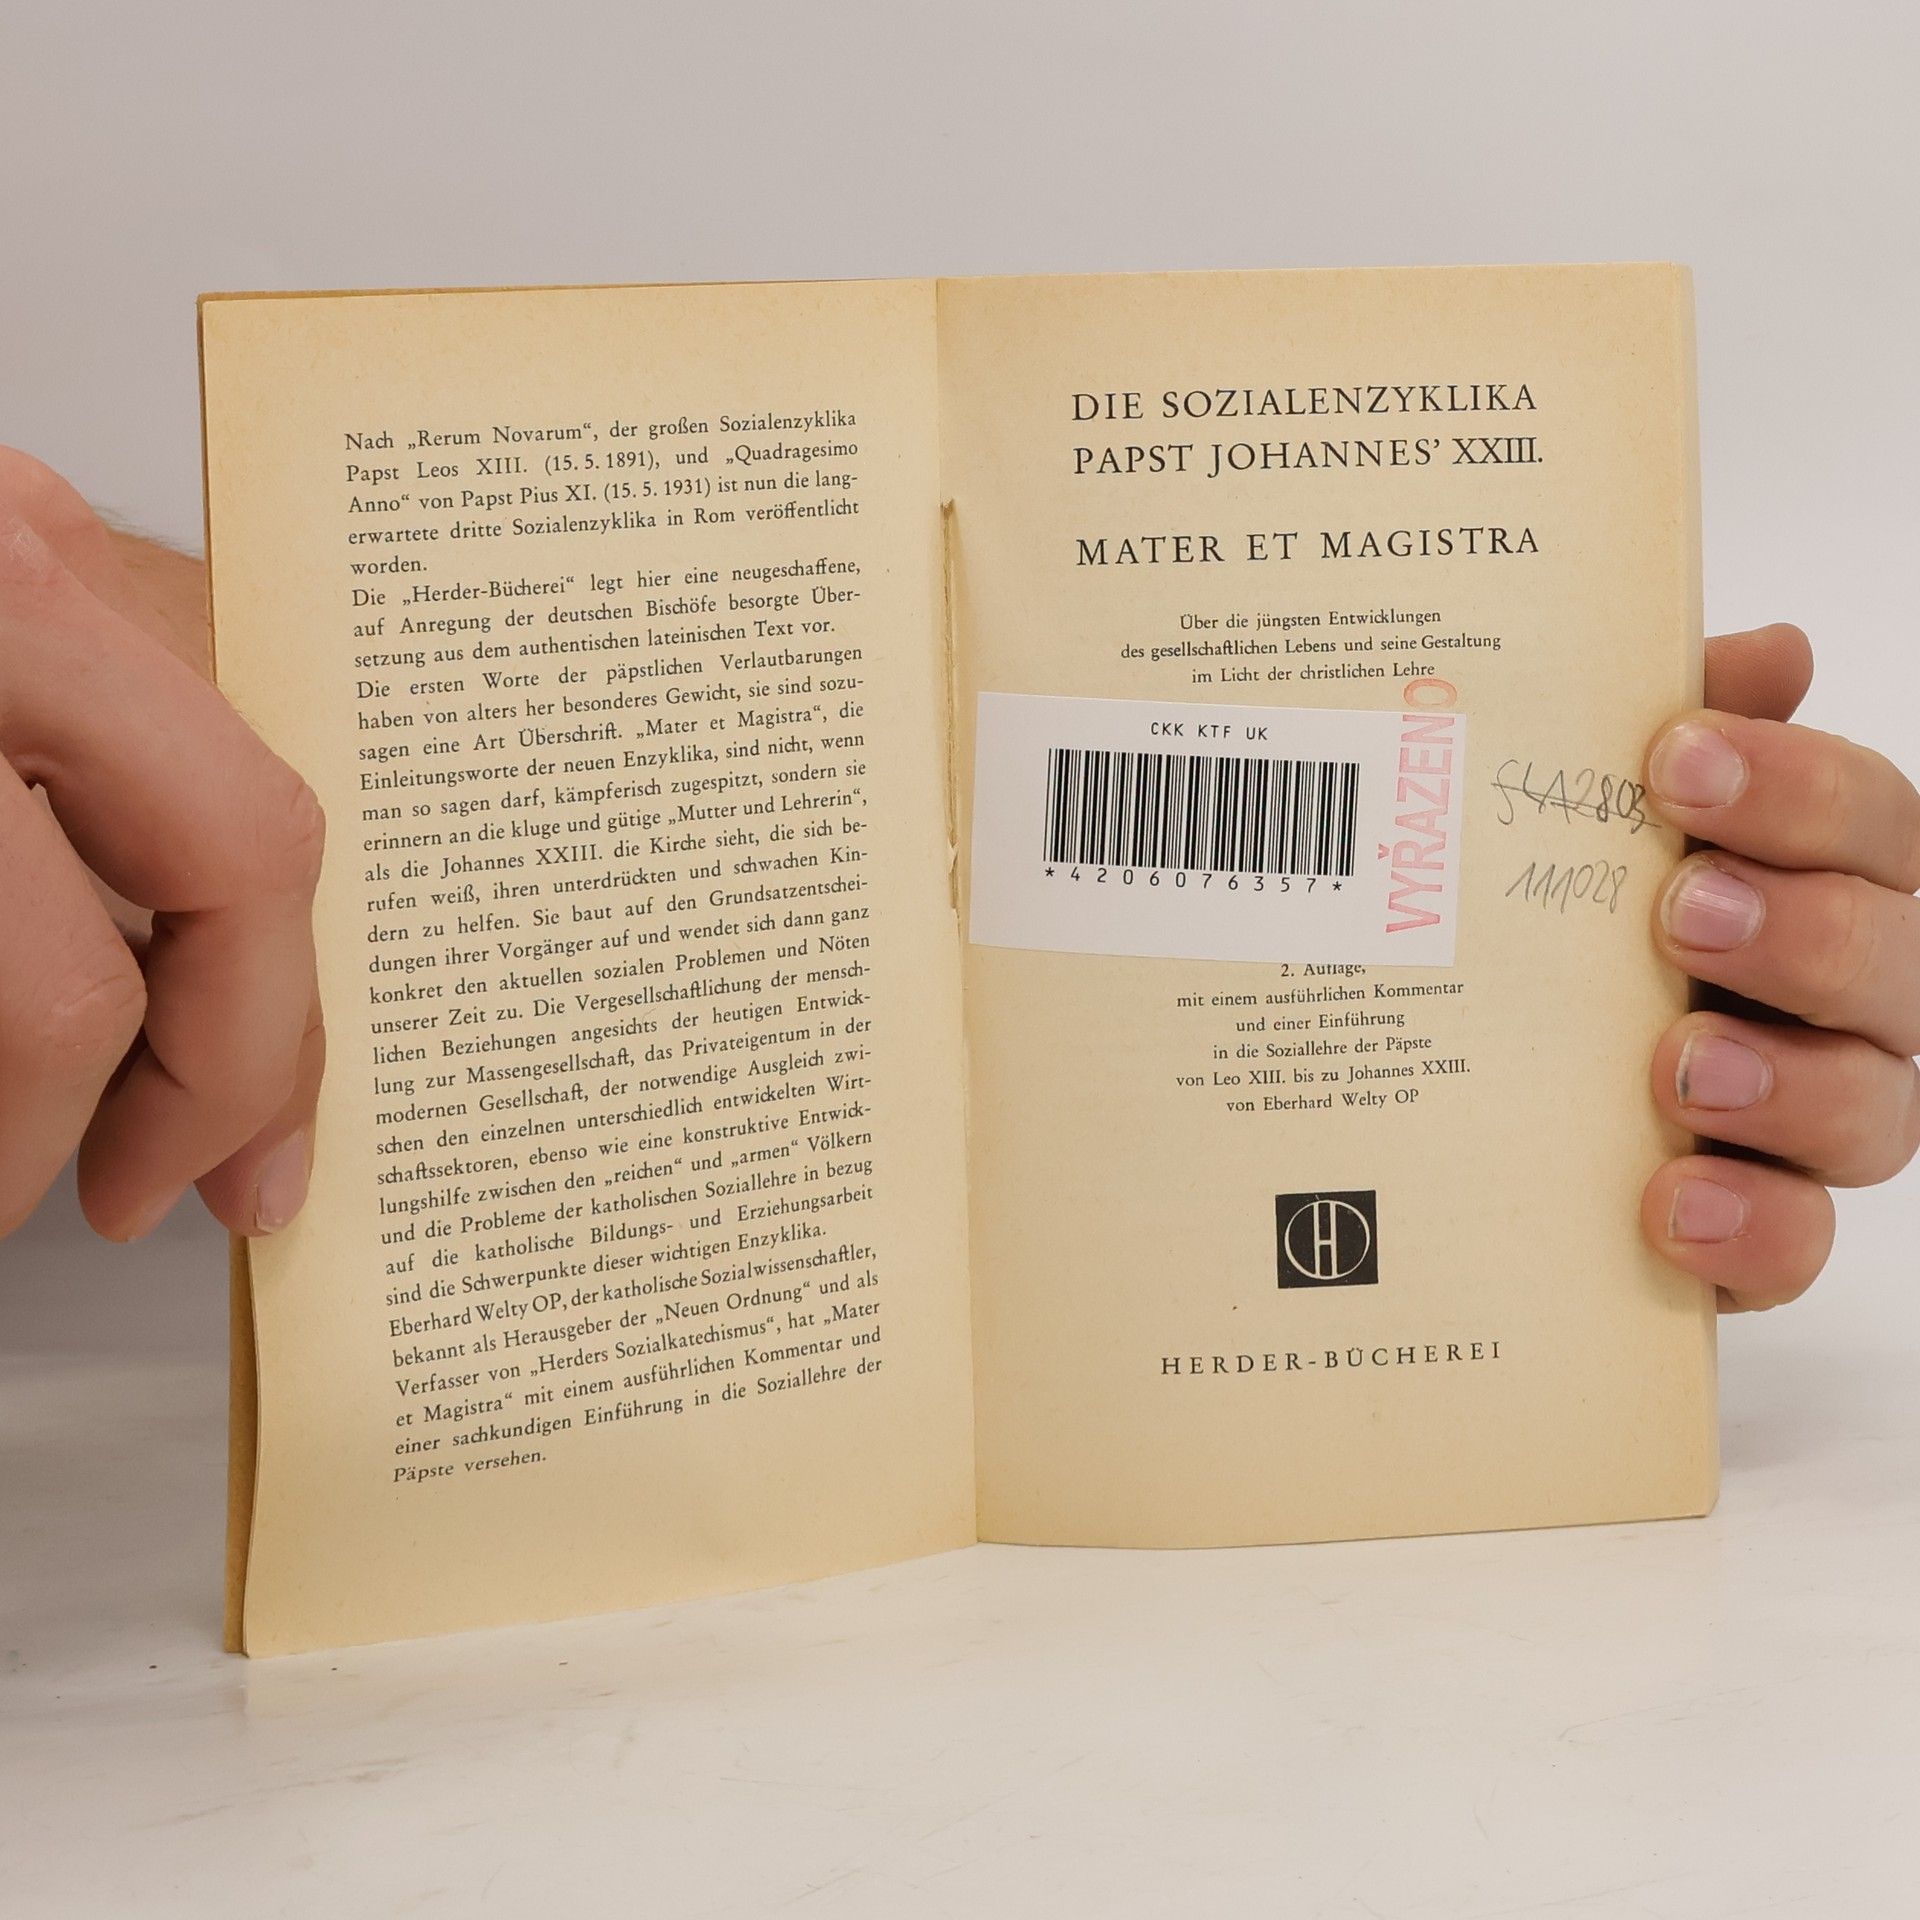 Nach „Rerum Novarum“, der großen Sozialenzyklika
Papst Leos XIII. (15. 5. 1891), und „Quadragesimo
Anno“ von Papst Pius XI. (15. 5. 1931) ist nun die lang-
erwartete dritte Sozialenzyklika in Rom veröffentlicht
worden.
Die „Herder-Bücherei“ legt hier eine neugeschaffene,
auf Anregung der deutschen Bischöfe besorgte Über-
setzung aus dem authentischen lateinischen Text vor.
Die ersten Worte der päpstlichen Verlautbarungen
haben von alters her besonderes Gewicht, sie sind sozu-
sagen eine Art Überschrift. „Mater et Magistra“, die
Einleitungsworte der neuen Enzyklika, sind nicht, wenn
man so sagen darf, kämpferisch zugespitzt, sondern sie
erinnern an die kluge und gütige „Mutter und Lehrerin“,
als die Johannes XXIII. die Kirche sieht, die sich be-
rufen weiß, ihren unterdrückten und schwachen Kin-
dern zu helfen. Sie baut auf den Grundsatzentschei-
dungen ihrer Vorgänger auf und wendet sich dann ganz
konkret den aktuellen sozialen Problemen und Nöten
unserer Zeit zu. Die Vergesellschaftlichung der mensch-
lichen Beziehungen angesichts der heutigen Entwick-
lung zur Massengesellschaft, das Privateigentum in der
modernen Gesellschaft, der notwendige Ausgleich zwi-
schen den einzelnen unterschiedlich entwickelten Wirt-
schaftssektoren, ebenso wie eine konstruktive Entwick-
lungshilfe zwischen den „reichen“ und „armen“ Völkern
und die Probleme der katholischen Soziallehre in bezug
auf die katholische Bildungs- und Erziehungsarbeit
sind die Schwerpunkte dieser wichtigen Enzyklika.
Eberhard Welty OP, der katholische Sozialwissenschaftler,
bekannt als Herausgeber der „Neuen Ordnung“ und als
Verfasser von „Herders Sozialkatechismus“, hat „Mater
et Magistra“ mit einem ausführlichen Kommentar und
einer sachkundigen Einführung in die Soziallehre der
Päpste versehen.
DIE SOZIALENZYKLIKA
PAPST JOHANNES’ XXIII.
MATER ET MAGISTRA
Über die jüngsten Entwicklungen
des gesellschaftlichen Lebens und seine Gestaltung
im Licht der christlichen Lehre
CKK KTF UK
*4206076357*
VYŘAZENO
111028
2. Auflage,
mit einem ausführlichen Kommentar
und einer Einführung
in die Soziallehre der Päpste
von Leo XIII. bis zu Johannes XXIII.
von Eberhard Welty OP
H
HERDER-BÜCHEREI